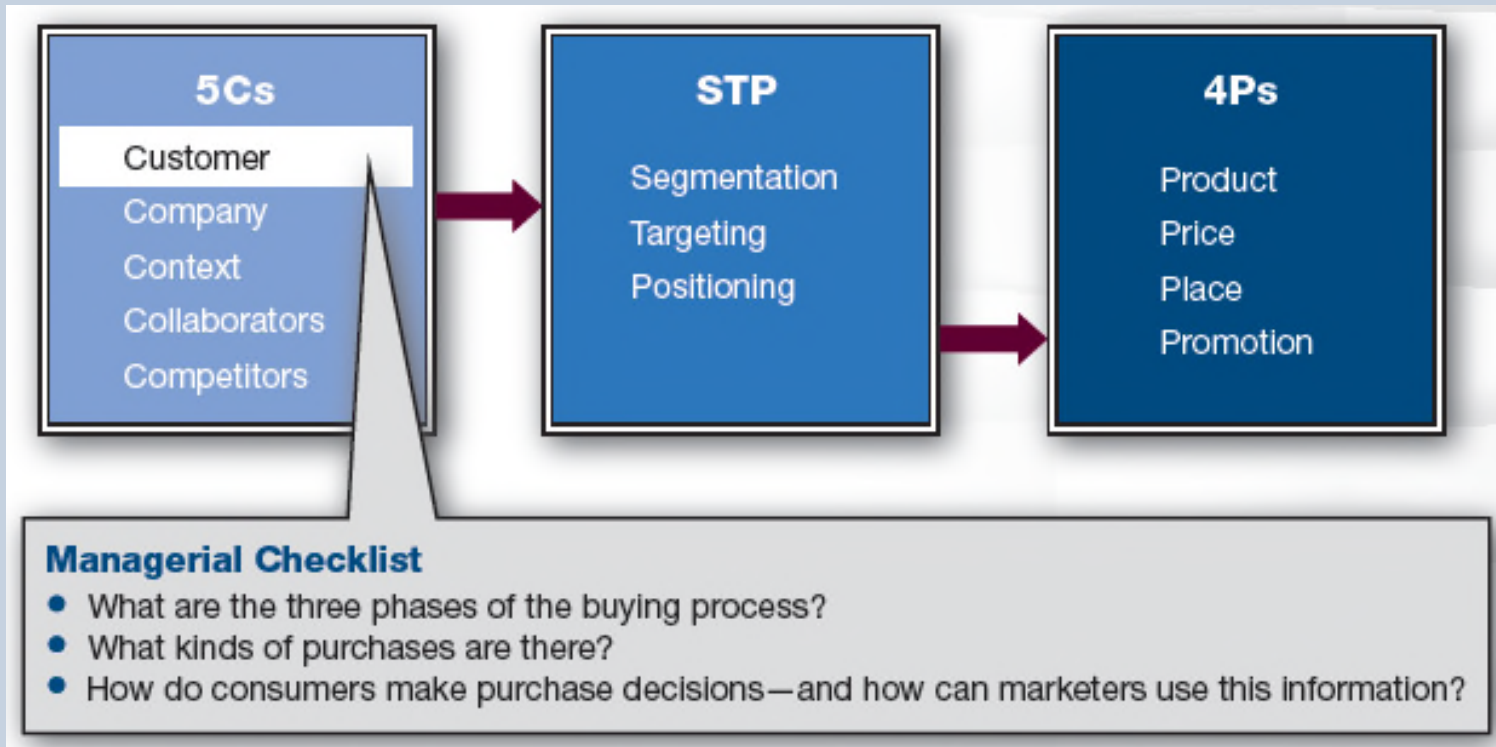 5Cs
Customer
Company
Context
Collaborators
Competitors
STP
Segmentation
Targeting
Positioning
4Ps
Product
Price
Place
Promotion
Managerial Checklist
• What are the three phases of the buying process?
• What kinds of purchases are there?
• How do consumers make purchase decisions—and how can marketers use this information?